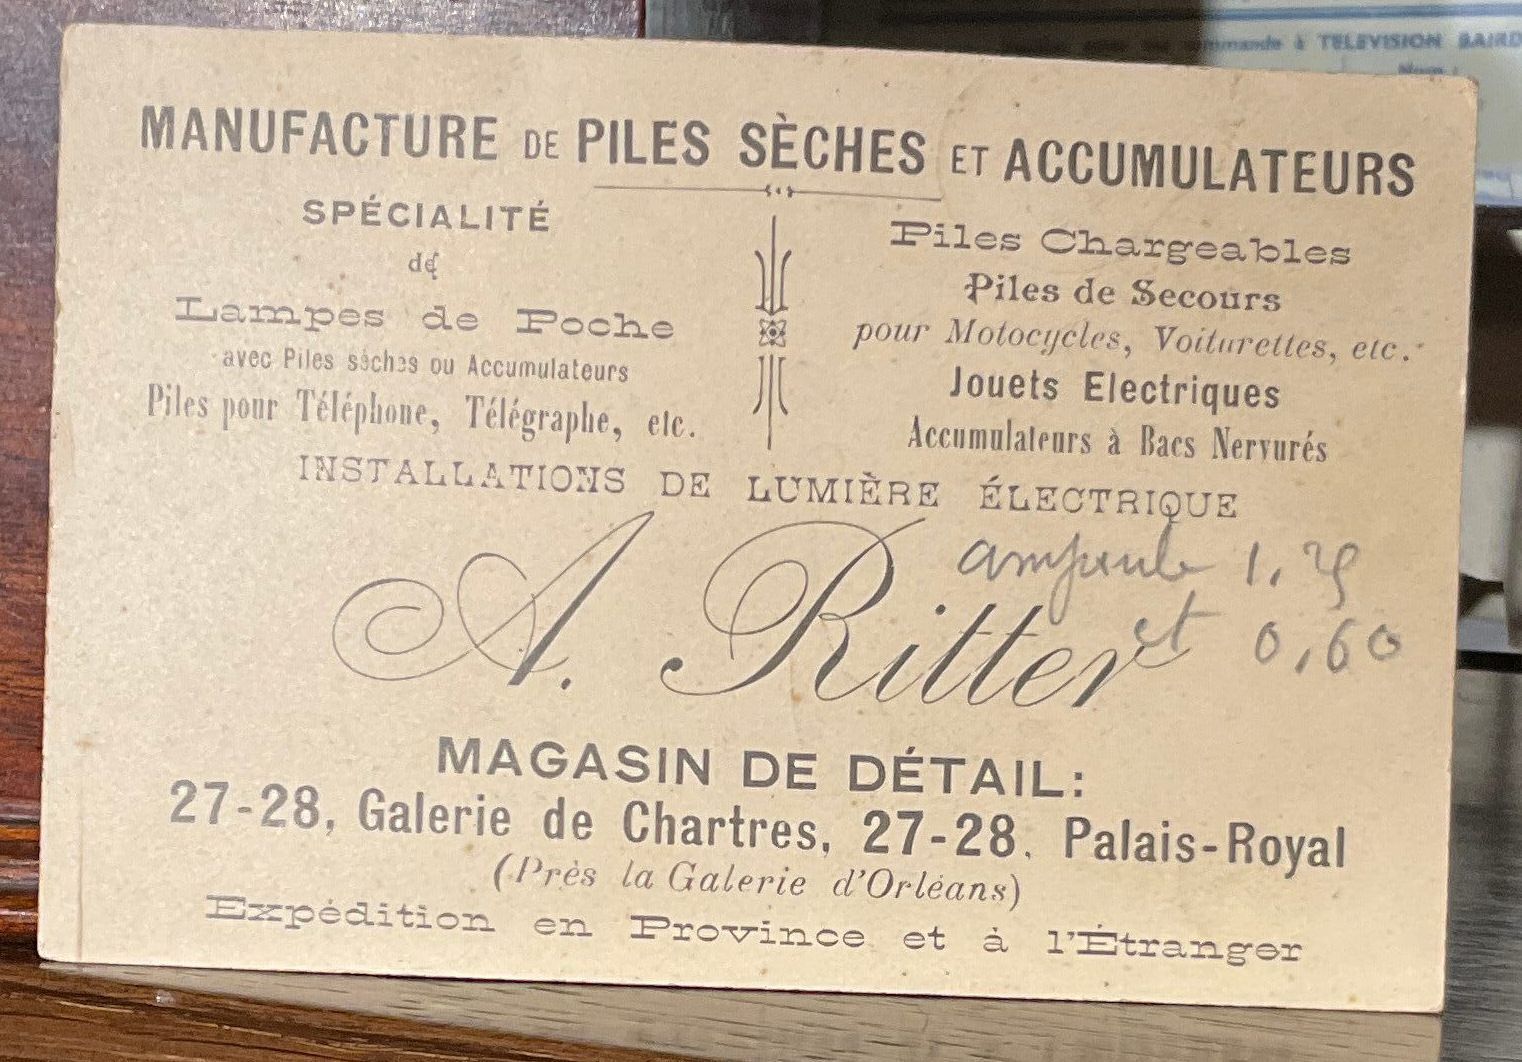 mmande à TELEVISION BAIRD
MANUFACTURE DE PILES SÈCHES ET ACCUMULATEURS
SPÉCIALITÉ
de
Lampes de Poche
avec Piles sèches ou Accumulateurs
Piles pour Téléphone, Télégraphe, etc.
Piles Chargeables
Piles de Secours
pour Motocycles, Voiturettes, etc.
Jouets Electriques
Accumulateurs à Bacs Nervurés
INSTALLATIONS DE LUMIÈRE ÉLECTRIQUE
ampoule 1.
et 0,60
A. Ritter
MAGASIN DE DÉTAIL:
27-28, Galerie de Chartres, 27-28. Palais-Royal
(Près la Galerie d'Orléans)
Expédition en Province et à l'Étranger